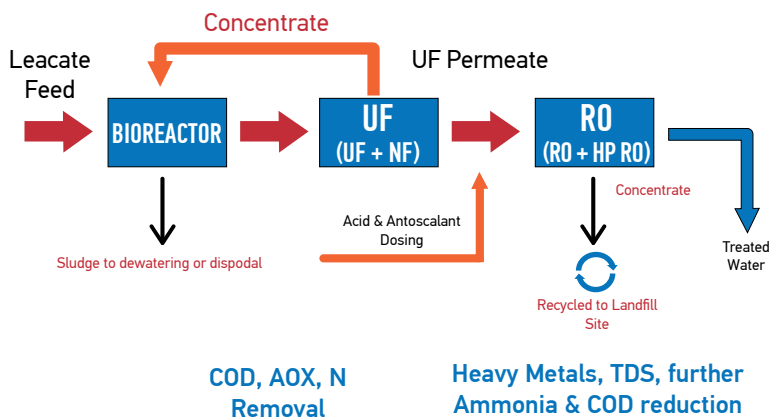 Concentrate
Leacate
Feed
UF Permeate
BIOREACTOR
UF
(UF + NF)
RO
(RO + HP RO)
Concentrate
Acid & Antoscalant
Dosing
Sludge to dewatering or dispodal
Treated
Water
Recycled to Landfill
Site
COD, AOX, N
Removal
Heavy Metals, TDS, further
Ammonia & COD reduction